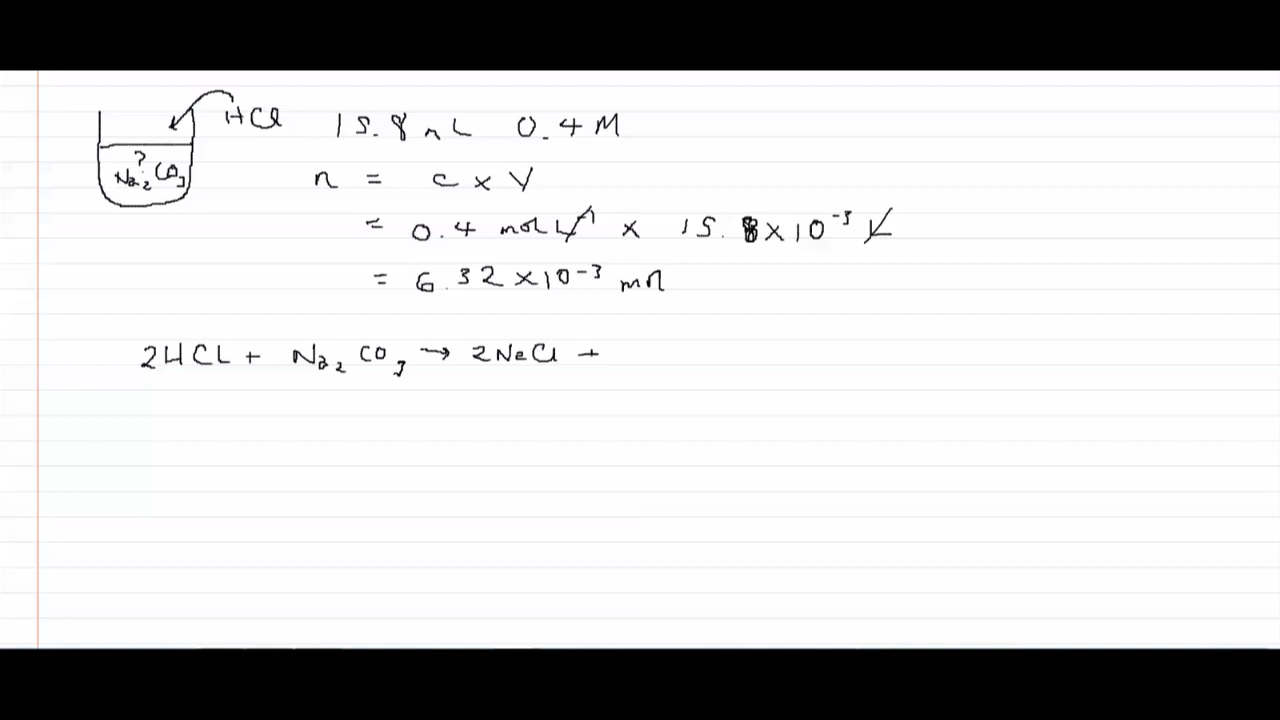 HCl 15.8 mL 0.4 M
? Na₂CO₃
n = c x V
= 0.4 mol L⁻¹ x 15.8 x 10⁻³ L
= 6.32 x 10⁻³ mol
2HCL + Na₂CO₃ → 2NaCl +